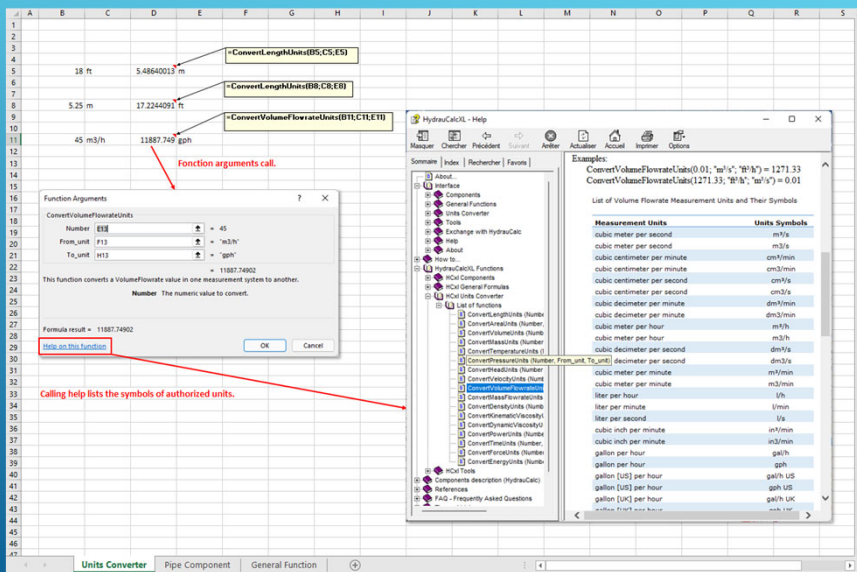 A B C D E F G H I J K L M N O P Q R S
=ConvertLengthUnits(B5;C5;E5)
18 ft 5.48640013 m
=ConvertLengthUnits(B8;C8;E8)
5.25 m 17.2244091 ft
=ConvertVolumeFlowrateUnits(B11;C11;E11)
45 m3/h 11887.749 gph
Fonction arguments call.
Function Arguments ? ×
ConvertVolumeFlowrateUnits
Number E13 = 45
From_unit F13 = "m3/h"
To_unit H13 = "gph"
= 11887.74902
This function converts a VolumeFlowrate value in one measurement system to another.
Number The numeric value to convert.
Formula result = 11887.74902
Help on this function OK Cancel
Calling help lists the symbols of authorized units.
HydrauCalcXL - Help
Masquer Chercher Précédent Suivant Arrêter Actualiser Accueil Imprimer Options
Sommaire Index Rechercher Favoris
About...
Interface
Components
General Functions
Units Converter
Tools
Exchange with HydrauCalc
Help
About
How to...
HydrauCalcXL Functions
HCxl Components
HCxl General Formulas
HCxl Units Converter
List of functions
ConvertLengthUnits (Numbe
ConvertAreaUnits (Number,
ConvertVolumeUnits (Numb
ConvertMassUnits (Number
ConvertTemperatureUnits (I
ConvertPressureUnits (Number, From_unit, To_unit)
ConvertHeadUnits (Number
ConvertVelocityUnits (Numl
ConvertVolumeFlowrateUni
ConvertMassFlowrateUnits
ConvertDensityUnits (Numb
ConvertKinematicViscosityU
ConvertDynamicViscosityU
ConvertPowerUnits (Numbe
ConvertTimeUnits (Number,
ConvertForceUnits (Numbe
ConvertEnergyUnits (Numbe
HCxl Tools
Components description (HydrauCalc)
References
FAQ - Frequently Asked Questions
Examples:
ConvertVolumeFlowrateUnits(0.01; "m³/s"; "ft³/h") = 1271.33
ConvertVolumeFlowrateUnits(1271.33; "ft³/h"; "m³/s") = 0.01
List of Volume Flowrate Measurement Units and Their Symbols
Measurement Units Units Symbols
cubic meter per second m³/s
cubic meter per second m3/s
cubic centimeter per minute cm³/min
cubic centimeter per minute cm3/min
cubic centimeter per second cm³/s
cubic centimeter per second cm3/s
cubic decimeter per minute dm³/min
cubic decimeter per minute dm3/min
cubic meter per hour m³/h
cubic meter per hour m3/h
cubic decimeter per second dm³/s
decimeter per second dm3/s
cubic meter per minute m³/min
cubic meter per minute m3/min
liter per hour l/h
liter per minute l/min
liter per second l/s
cubic inch per minute in³/min
cubic inch per minute in3/min
gallon per hour gal/h
gallon per hour gph
gallon [US] per hour gal/h US
gallon [US] per hour gph US
gallon [UK] per hour gal/h UK
Units Converter Pipe Component General Function